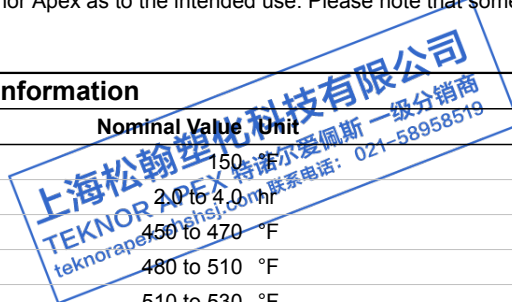 nor Apex as to the intended use. Please note that some
nformation
Nominal Value Unit
150 °F
2.0 to 4.0 hr
450 to 470 °F
480 to 510 °F
510 to 530 °F
上海松翰塑化科技有限公司
TEKNOR APEX 特诺尔爱佩斯 一级分销商
teknorapex.shshsj.com 联系电话: 021-58958519